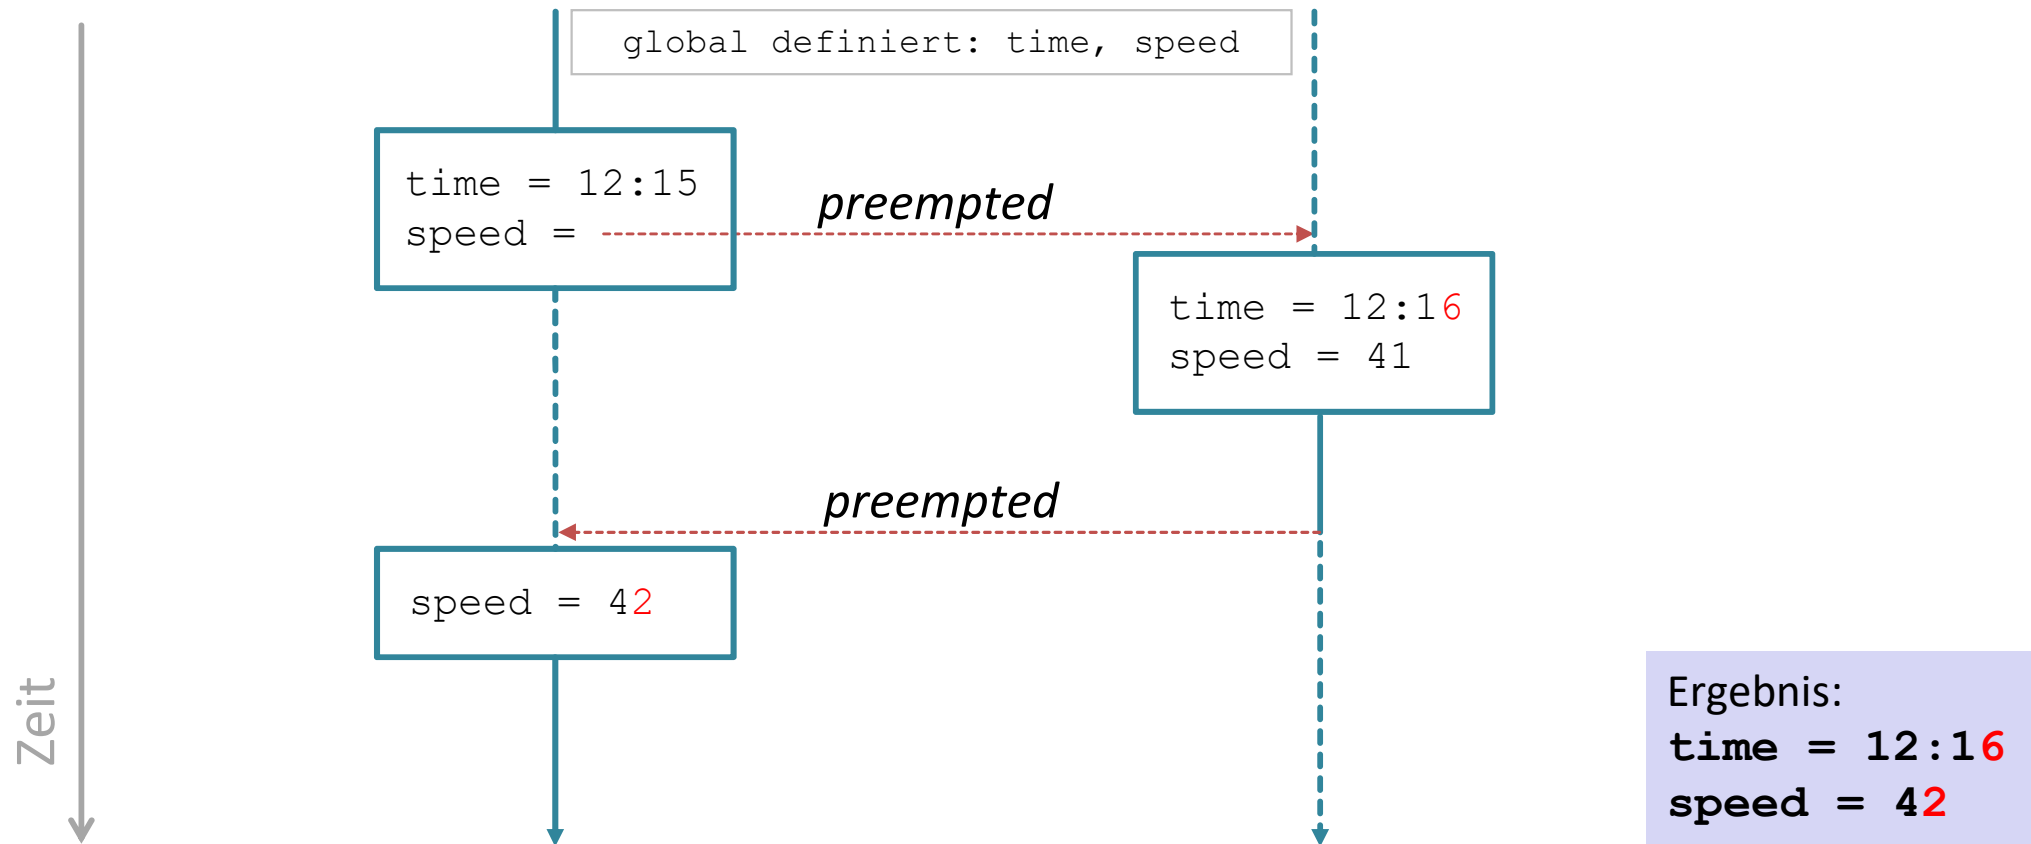 global definiert: time, speed
time = 12:15
speed =
preempted
time = 12:16
speed = 41
preempted
speed = 42
Zeit
Ergebnis:
time = 12:16
speed = 42